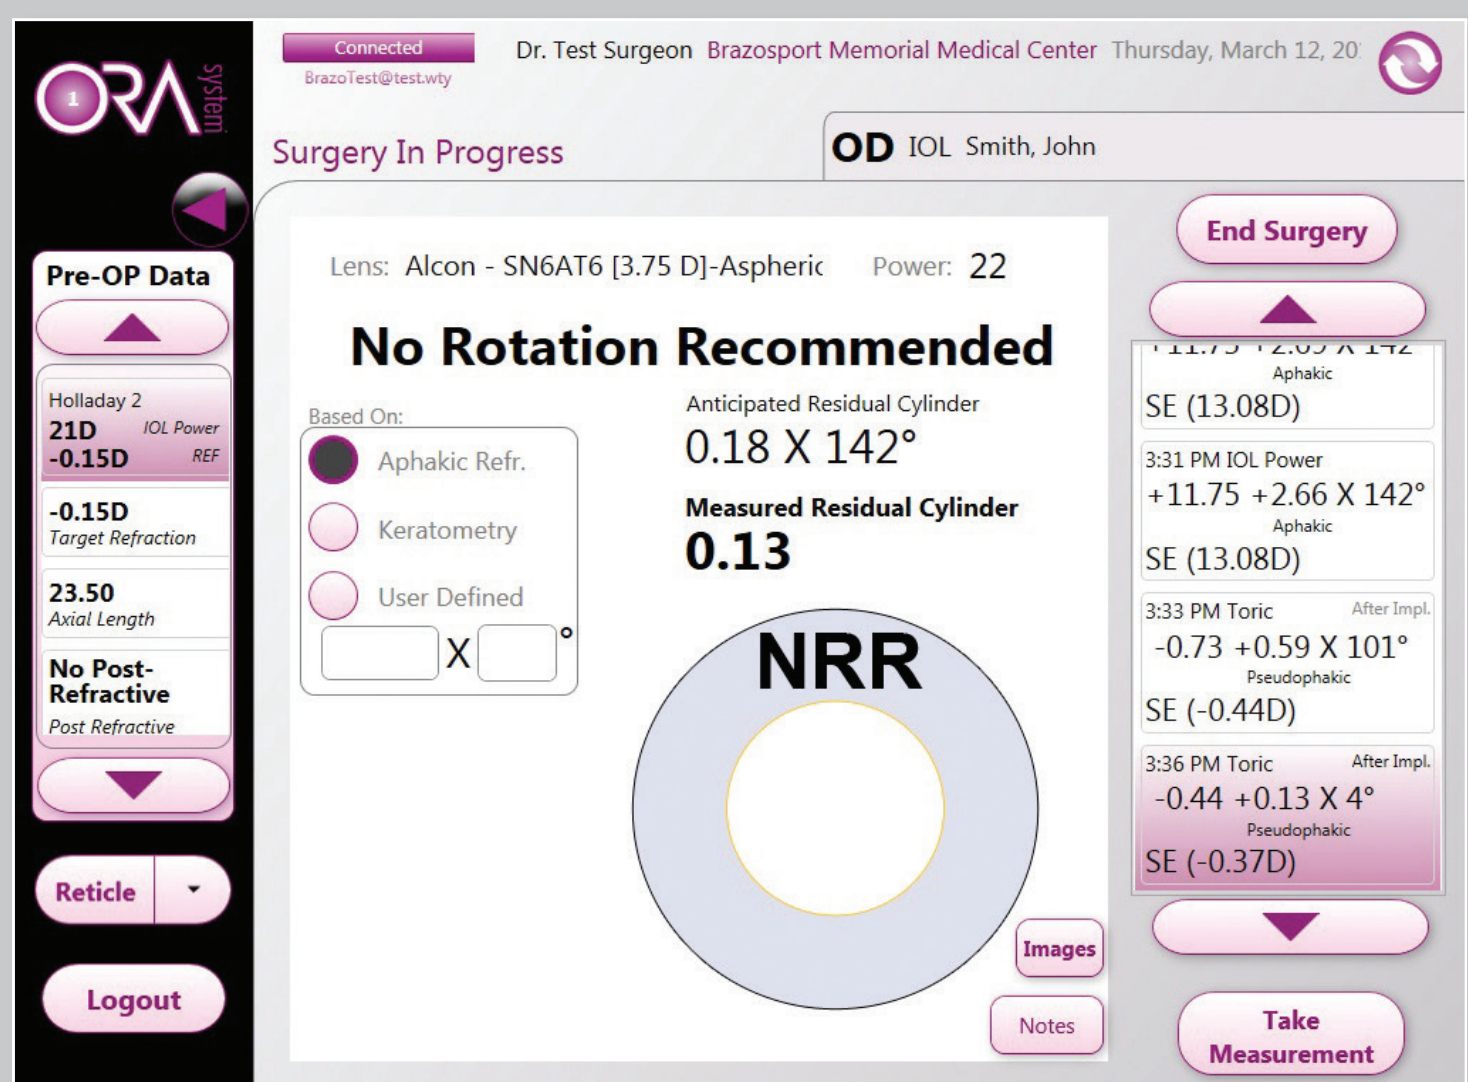 Connected
BrazoTest@test.wty
Dr. Test Surgeon Brazosport Memorial Medical Center Thursday, March 12, 20
1
ORA system
Surgery In Progress
OD IOL Smith, John
Pre-OP Data
Holladay 2
21D IOL Power
-0.15D REF
-0.15D
Target Refraction
23.50
Axial Length
No Post-
Refractive
Post Refractive
Reticle
Logout
Lens: Alcon - SN6AT6 [3.75 D]-Aspheric Power: 22
No Rotation Recommended
Based On:
Aphakic Refr.
Keratometry
User Defined
X °
Anticipated Residual Cylinder
0.18 X 142°
Measured Residual Cylinder
0.13
NRR
Images
Notes
End Surgery
Aphakic
SE (13.08D)
3:31 PM IOL Power
+11.75 +2.66 X 142°
Aphakic
SE (13.08D)
3:33 PM Toric After Impl.
-0.73 +0.59 X 101°
Pseudophakic
SE (-0.44D)
3:36 PM Toric After Impl.
-0.44 +0.13 X 4°
Pseudophakic
SE (-0.37D)
Take
Measurement